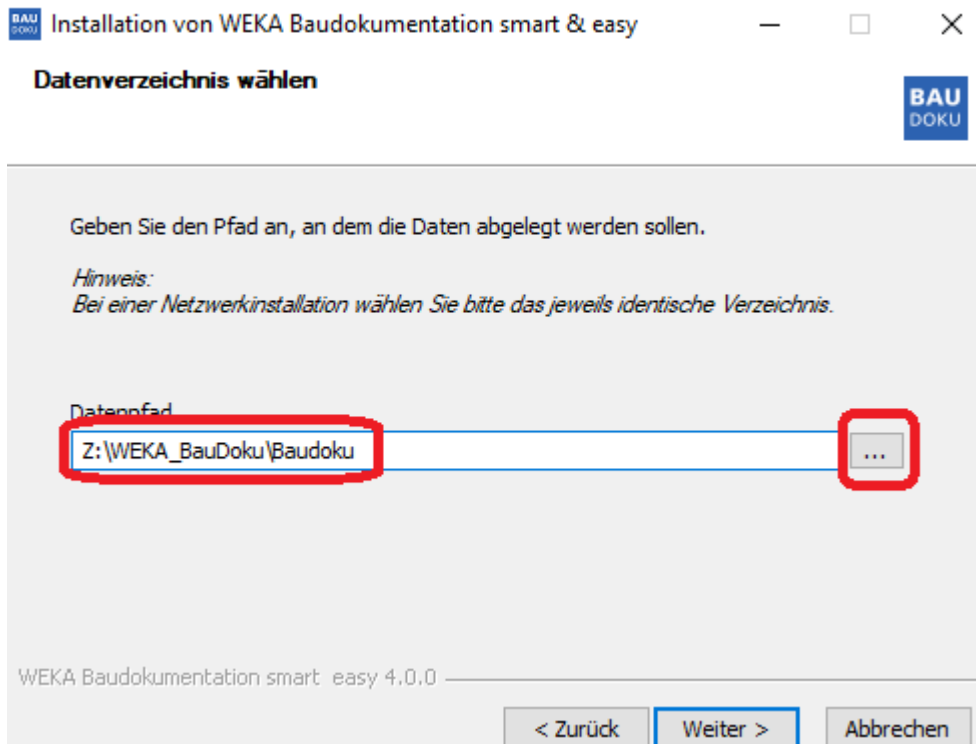 BAU
DOKU
Installation von WEKA Baudokumentation smart & easy
Datenverzeichnis wählen
BAU
DOKU
Geben Sie den Pfad an, an dem die Daten abgelegt werden sollen.
Hinweis:
Bei einer Netzwerkinstallation wählen Sie bitte das jeweils identische Verzeichnis.
Datenpfad
Z:\WEKA_BauDoku\Baudoku
...
WEKA Baudokumentation smart  easy 4.0.0
< Zurück
Weiter >
Abbrechen